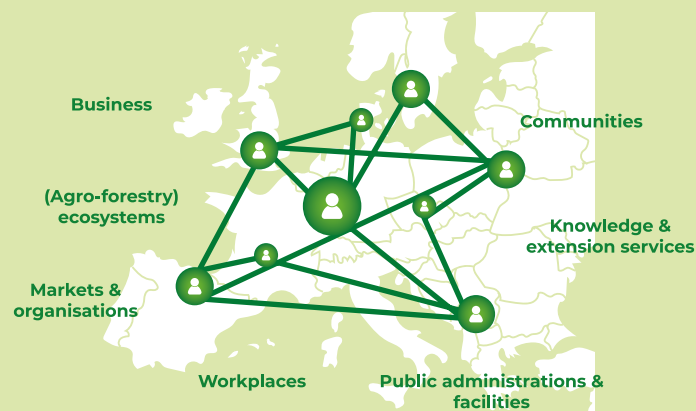 Business
Communities
(Agro-forestry)
ecosystems
Knowledge &
extension services
Markets &
organisations
Workplaces
Public administrations &
facilities